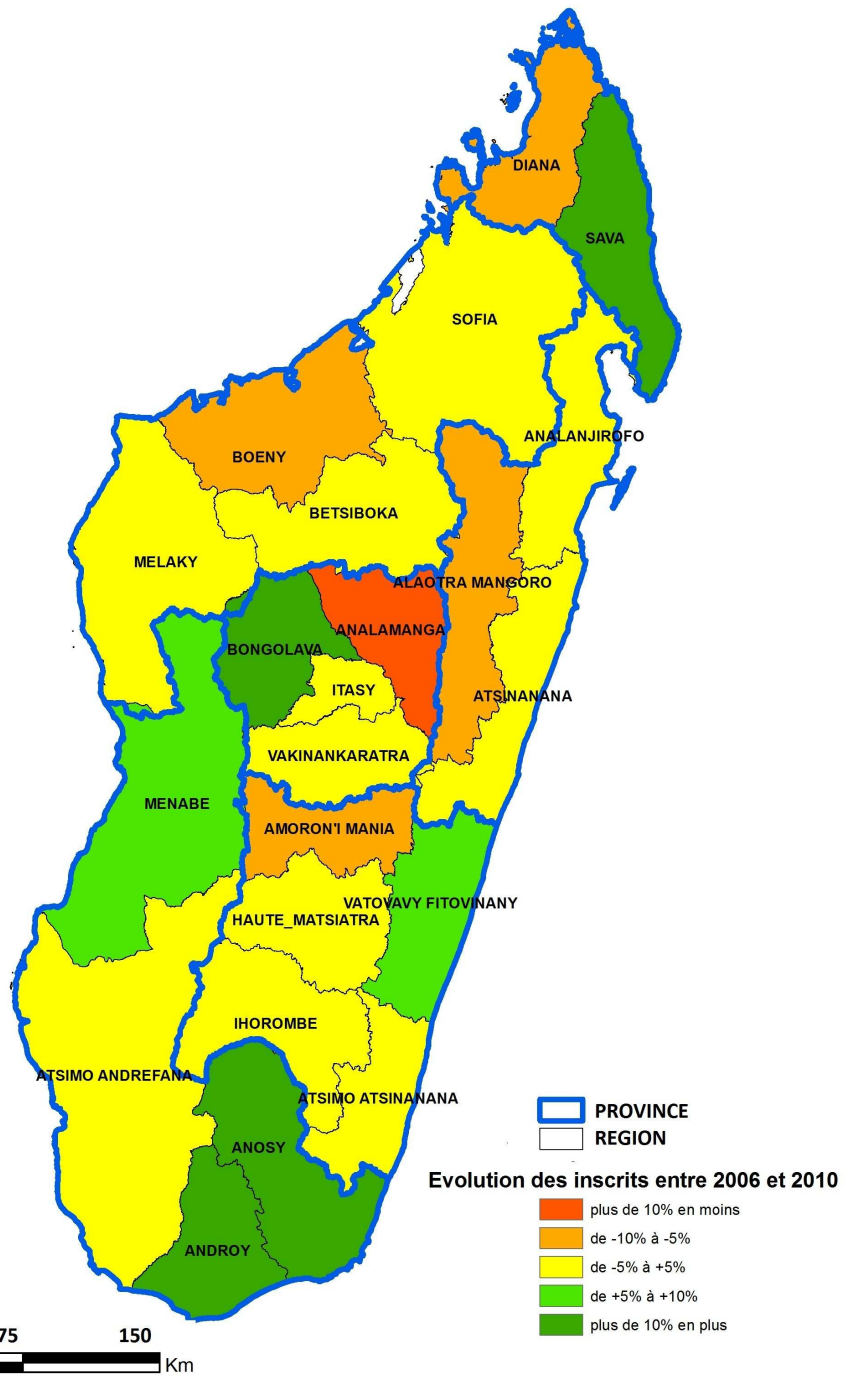 DIANA
SAVA
SOFIA
ANALANJIROFO
BOENY
BETSIBOKA
MELAKY
ALAOTRA MANGORO
ANALAMANGA
BONGOLAVA
ITASY
ATSINANANA
VAKINANKARATRA
MENABE
AMORON'I MANIA
VATOVAVY FITOVINANY
HAUTE_MATSIATRA
IHOROMBE
ATSIMO ANDREFANA
ATSIMO ATSINANANA
ANOSY
ANDROY
PROVINCE
REGION
Evolution des inscrits entre 2006 et 2010
plus de 10% en moins
de -10% à -5%
de -5% à +5%
de +5% à +10%
plus de 10% en plus
75 150
Km